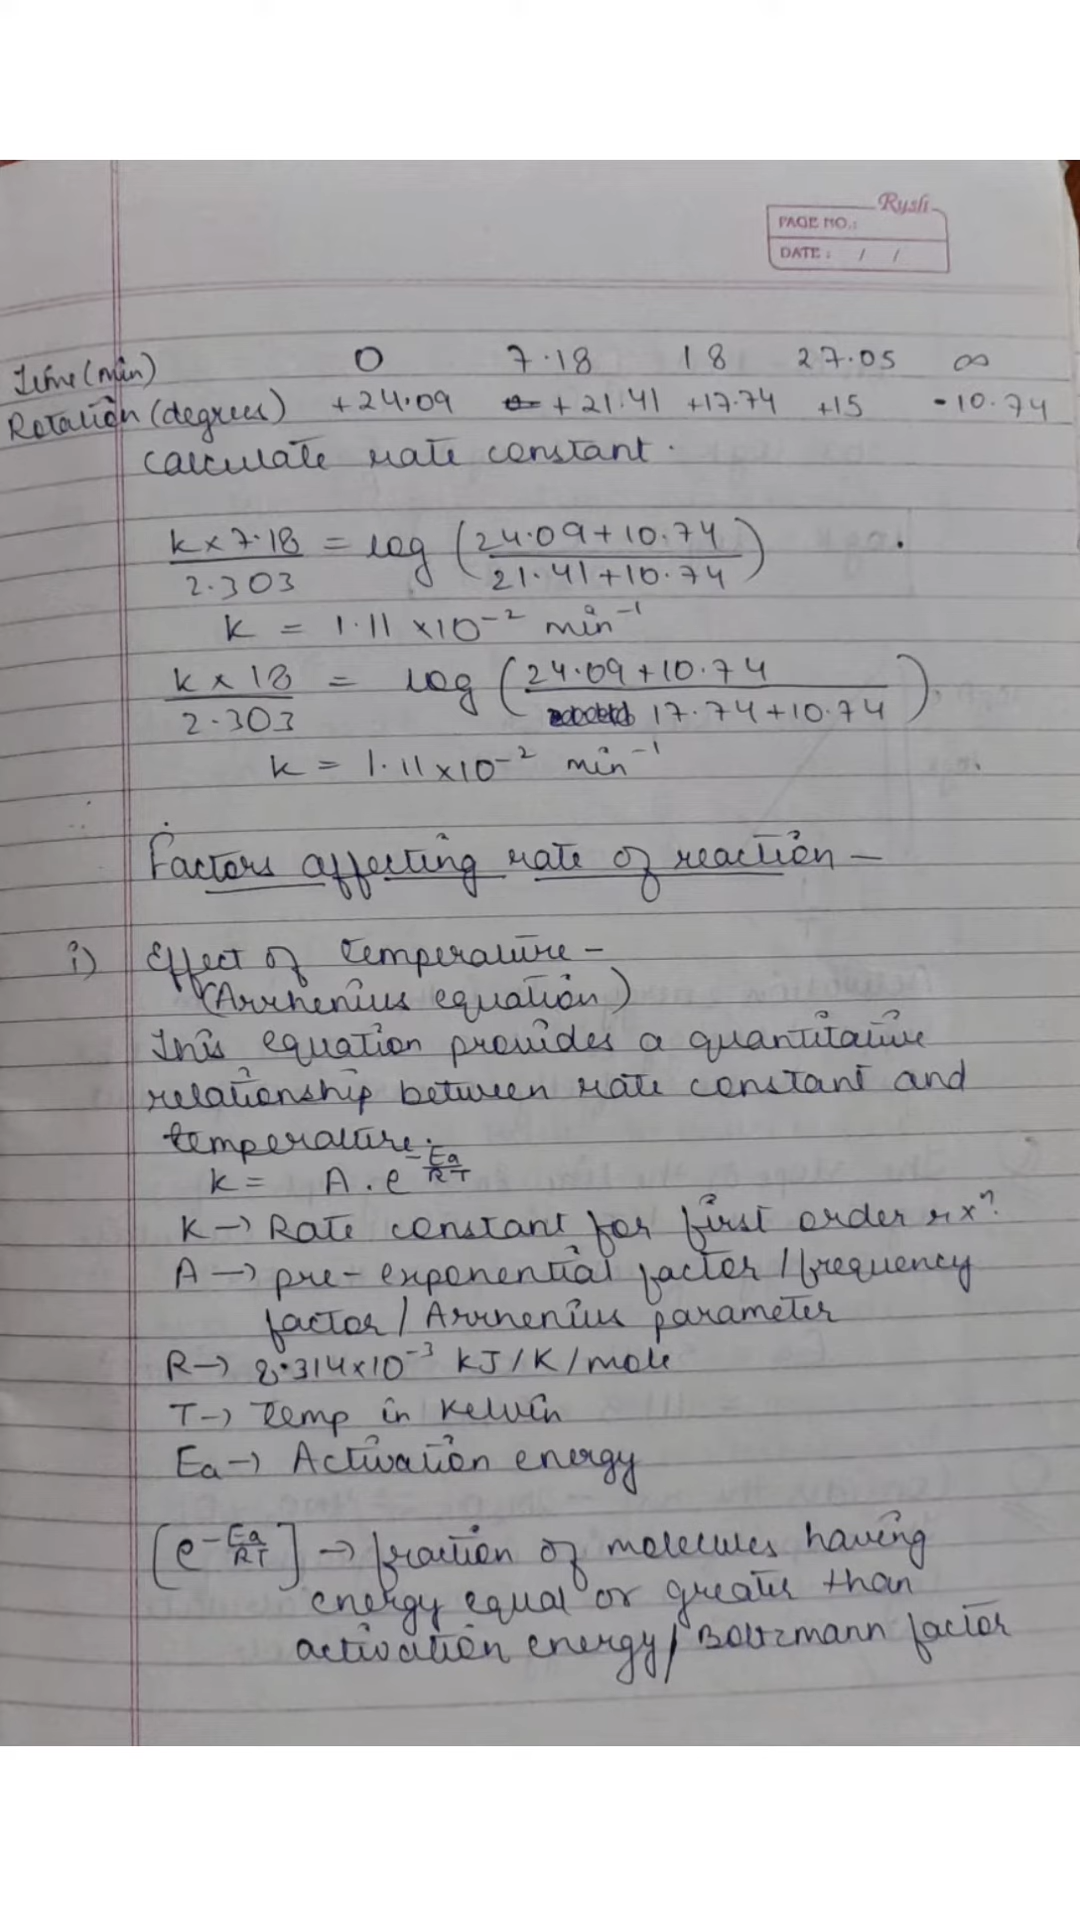 Rysh
PAGE NO.:
DATE : / /
Time (min) 0 7.18 18 27.05 ∞
Rotation (degrees) +24.09 +21.41 +17.74 +15 -10.74
Calculate rate constant.
k × 7.18 / 2.303 = log (24.09+10.74 / 21.41+10.74)
k = 1.11 × 10⁻² min⁻¹
k × 18 / 2.303 = log (24.09+10.74 / 17.74+10.74)
k = 1.11 × 10⁻² min⁻¹
Factors affecting rate of reaction –
i) Effect of temperature –
(Arrhenius equation)
This equation provides a quantitative
relationship between rate constant and
temperature.
k = A . e^-Ea/RT
K → Rate constant for first order rxⁿ.
A → pre-exponential factor / frequency
factor / Arrhenius parameter
R → 8.314×10⁻³ KJ/K/mole
T → Temp in Kelvin
Ea → Activation energy
[e^-Ea/RT] → fraction of molecules having
energy equal or greater than
activation energy / Boltzmann factor